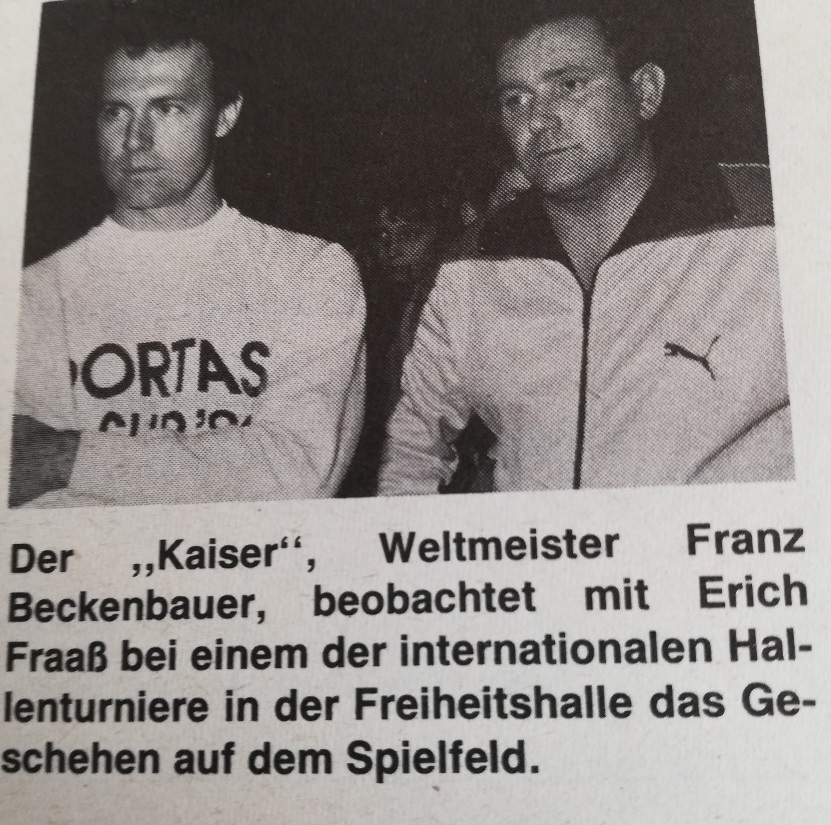 PORTAS
Der „Kaiser“, Weltmeister Franz
Beckenbauer, beobachtet mit Erich
Fraaß bei einem der internationalen Hal-
lenturniere in der Freiheitshalle das Ge-
schehen auf dem Spielfeld.